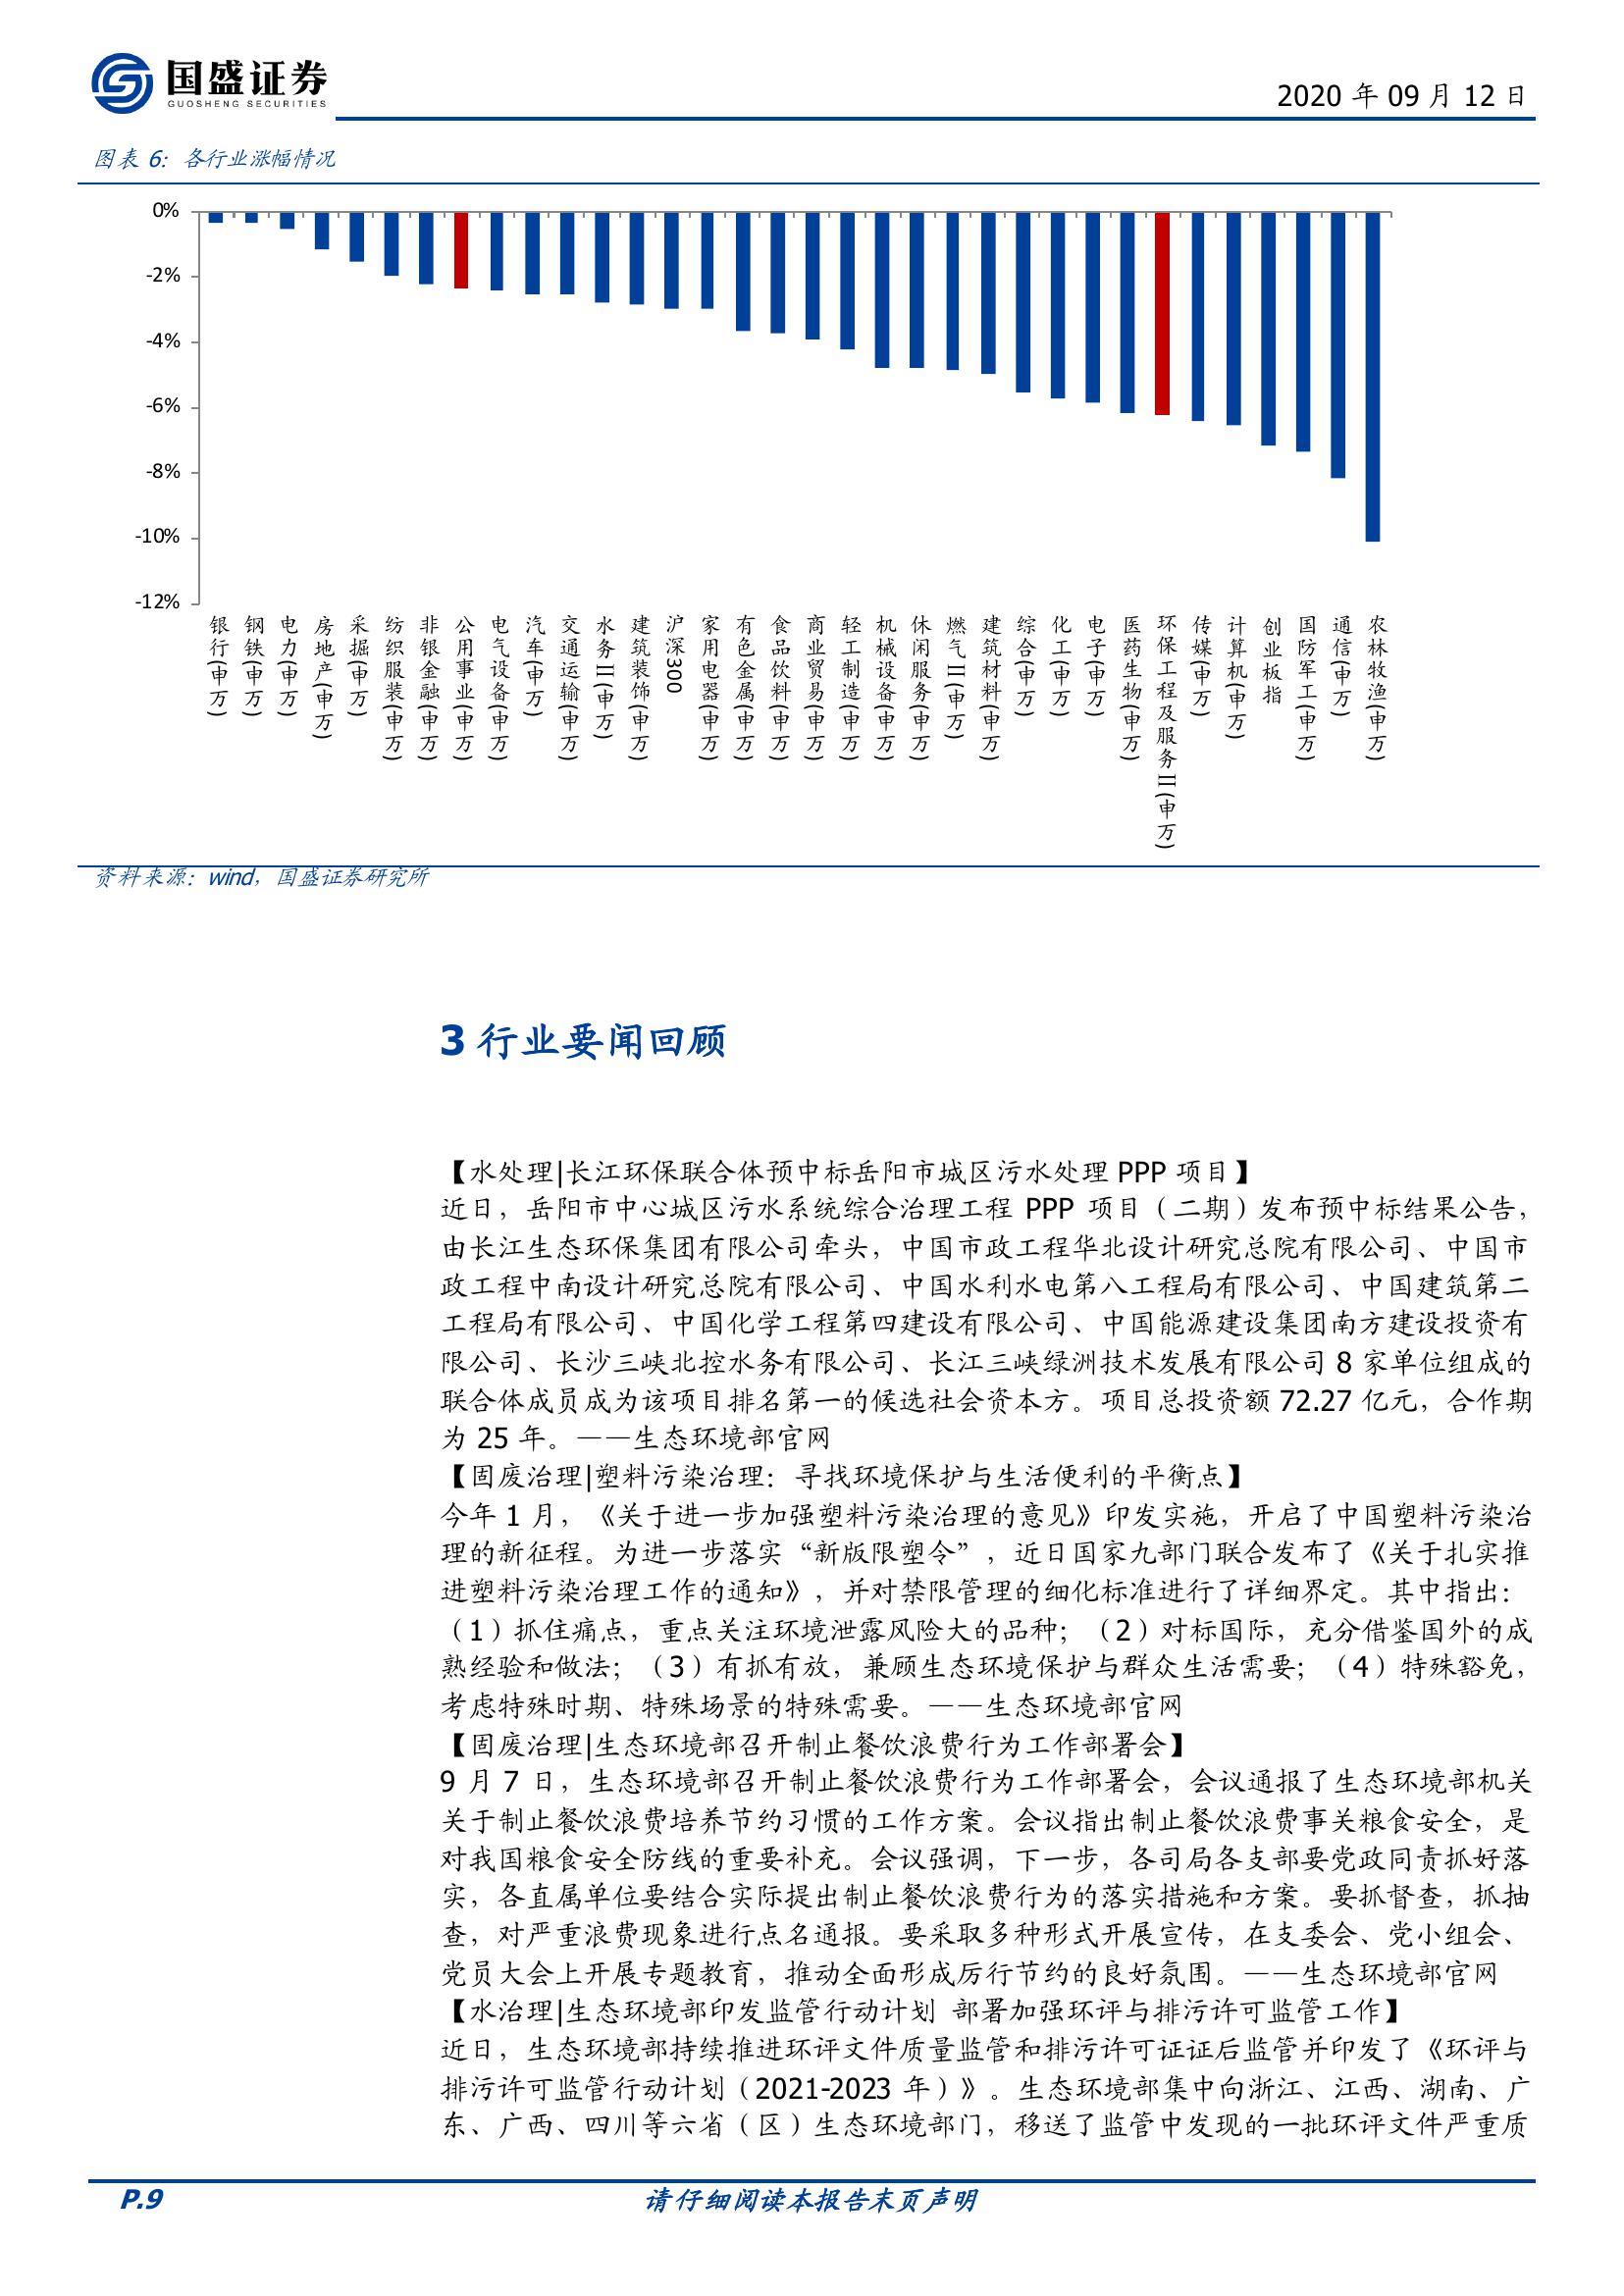 国盛证券
GUOSHENG SECURITIES
2020 年 09 月 12 日
图表 6：各行业涨幅情况
0%
-2%
-4%
-6%
-8%
-10%
-12%
银行(申万)
钢铁(申万)
电力(申万)
房地产(申万)
采掘(申万)
纺织服装(申万)
非银金融(申万)
公用事业(申万)
电气设备(申万)
汽车(申万)
交通运输(申万)
水务II(申万)
建筑装饰(申万)
沪深300
家用电器(申万)
有色金属(申万)
食品饮料(申万)
商业贸易(申万)
轻工制造(申万)
机械设备(申万)
休闲服务(申万)
燃气II(申万)
建筑材料(申万)
综合(申万)
化工(申万)
电子(申万)
医药生物(申万)
环保工程及服务II(申万)
传媒(申万)
计算机(申万)
创业板指
国防军工(申万)
通信(申万)
农林牧渔(申万)
资料来源：wind，国盛证券研究所
3 行业要闻回顾
【水处理|长江环保联合体预中标岳阳市城区污水处理 PPP 项目】
近日，岳阳市中心城区污水系统综合治理工程 PPP 项目（二期）发布预中标结果公告，
由长江生态环保集团有限公司牵头，中国市政工程华北设计研究总院有限公司、中国市
政工程中南设计研究总院有限公司、中国水利水电第八工程局有限公司、中国建筑第二
工程局有限公司、中国化学工程第四建设有限公司、中国能源建设集团南方建设投资有
限公司、长沙三峡北控水务有限公司、长江三峡绿洲技术发展有限公司 8 家单位组成的
联合体成员成为该项目排名第一的候选社会资本方。项目总投资额 72.27 亿元，合作期
为 25 年。——生态环境部官网
【固废治理|塑料污染治理：寻找环境保护与生活便利的平衡点】
今年 1 月，《关于进一步加强塑料污染治理的意见》印发实施，开启了中国塑料污染治
理的新征程。为进一步落实“新版限塑令”，近日国家九部门联合发布了《关于扎实推
进塑料污染治理工作的通知》，并对禁限管理的细化标准进行了详细界定。其中指出：
（1）抓住痛点，重点关注环境泄露风险大的品种；（2）对标国际，充分借鉴国外的成
熟经验和做法；（3）有抓有放，兼顾生态环境保护与群众生活需要；（4）特殊豁免，
考虑特殊时期、特殊场景的特殊需要。——生态环境部官网
【固废治理|生态环境部召开制止餐饮浪费行为工作部署会】
9 月 7 日，生态环境部召开制止餐饮浪费行为工作部署会，会议通报了生态环境部机关
关于制止餐饮浪费培养节约习惯的工作方案。会议指出制止餐饮浪费事关粮食安全，是
对我国粮食安全防线的重要补充。会议强调，下一步，各司局各支部要党政同责抓好落
实，各直属单位要结合实际提出制止餐饮浪费行为的落实措施和方案。要抓督查，抓抽
查，对严重浪费现象进行点名通报。要采取多种形式开展宣传，在支委会、党小组会、
党员大会上开展专题教育，推动全面形成厉行节约的良好氛围。——生态环境部官网
【水治理|生态环境部印发监管行动计划 部署加强环评与排污许可监管工作】
近日，生态环境部持续推进环评文件质量监管和排污许可证证后监管并印发了《环评与
排污许可监管行动计划（2021-2023 年）》。生态环境部集中向浙江、江西、湖南、广
东、广西、四川等六省（区）生态环境部门，移送了监管中发现的一批环评文件严重质
P.9
请仔细阅读本报告末页声明